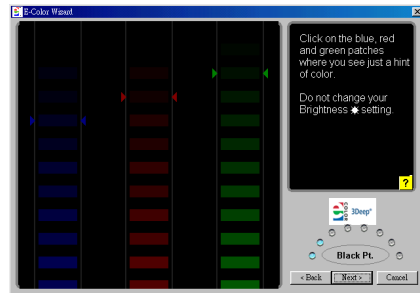 E-Color Wizard
Click on the blue, red
and green patches
where you see just a hint
of color.
Do not change your
Brightness ☀ setting.
?
3Deep
Black Pt.
< Back
Next >
Cancel